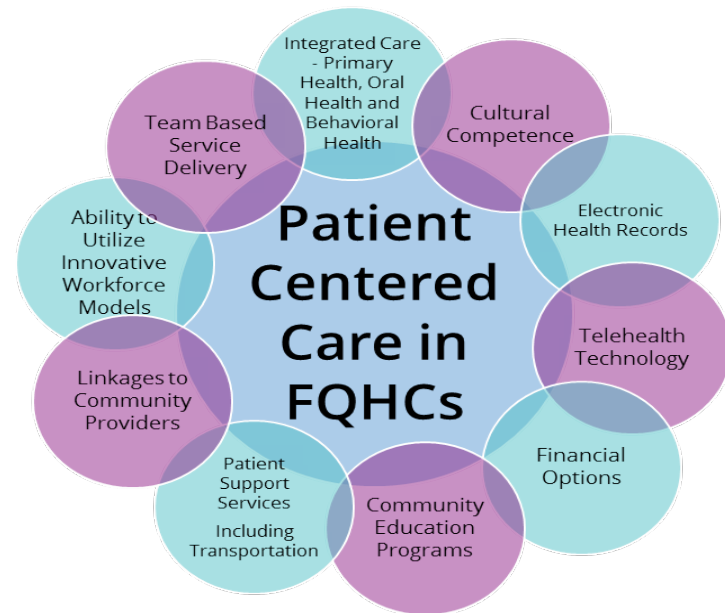 Integrated Care
- Primary
Health, Oral
Health and
Behavioral
Health
Cultural
Competence
Electronic
Health Records
Telehealth
Technology
Financial
Options
Community
Education
Programs
Patient
Support
Services
Including
Transportation
Linkages to
Community
Providers
Ability to
Utilize
Innovative
Workforce
Models
Team Based
Service
Delivery
Patient
Centered
Care in
FQHCs